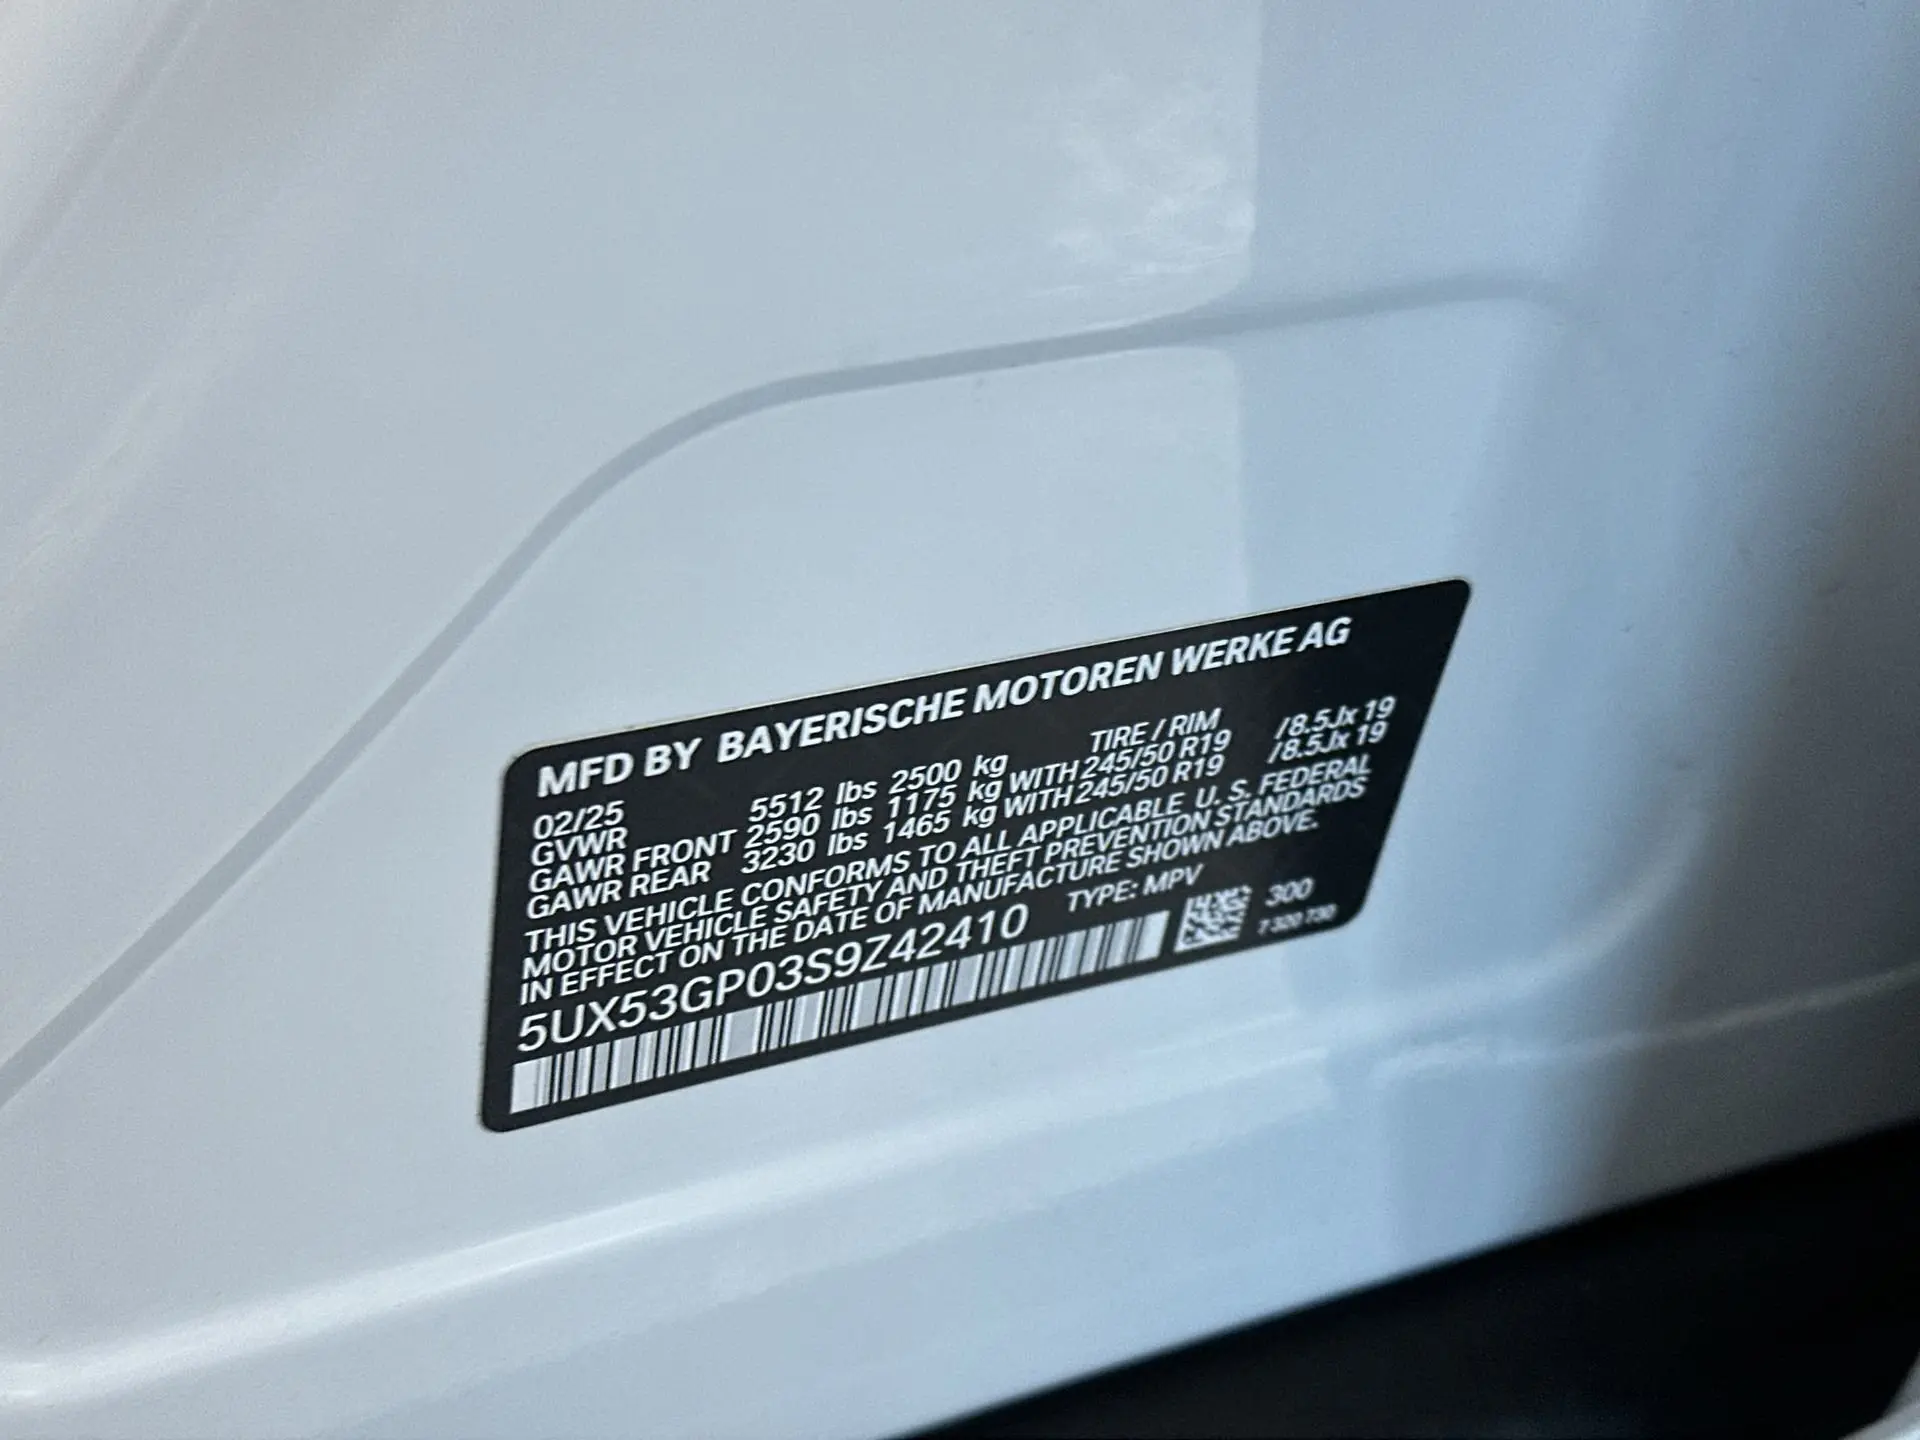 MFD BY BAYERISCHE MOTOREN WERKE AG
02/25 TIRE / RIM
GVWR 5512 lbs 2500 kg
GAWR FRONT 2590 lbs 1175 kg WITH 245/50 R19 /8.5Jx 19
GAWR REAR 3230 lbs 1465 kg WITH 245/50 R19 /8.5Jx 19
THIS VEHICLE CONFORMS TO ALL APPLICABLE U. S. FEDERAL
MOTOR VEHICLE SAFETY AND THEFT PREVENTION STANDARDS
IN EFFECT ON THE DATE OF MANUFACTURE SHOWN ABOVE.
5UX53GP03S9Z42410 TYPE: MPV
300
7 320 730